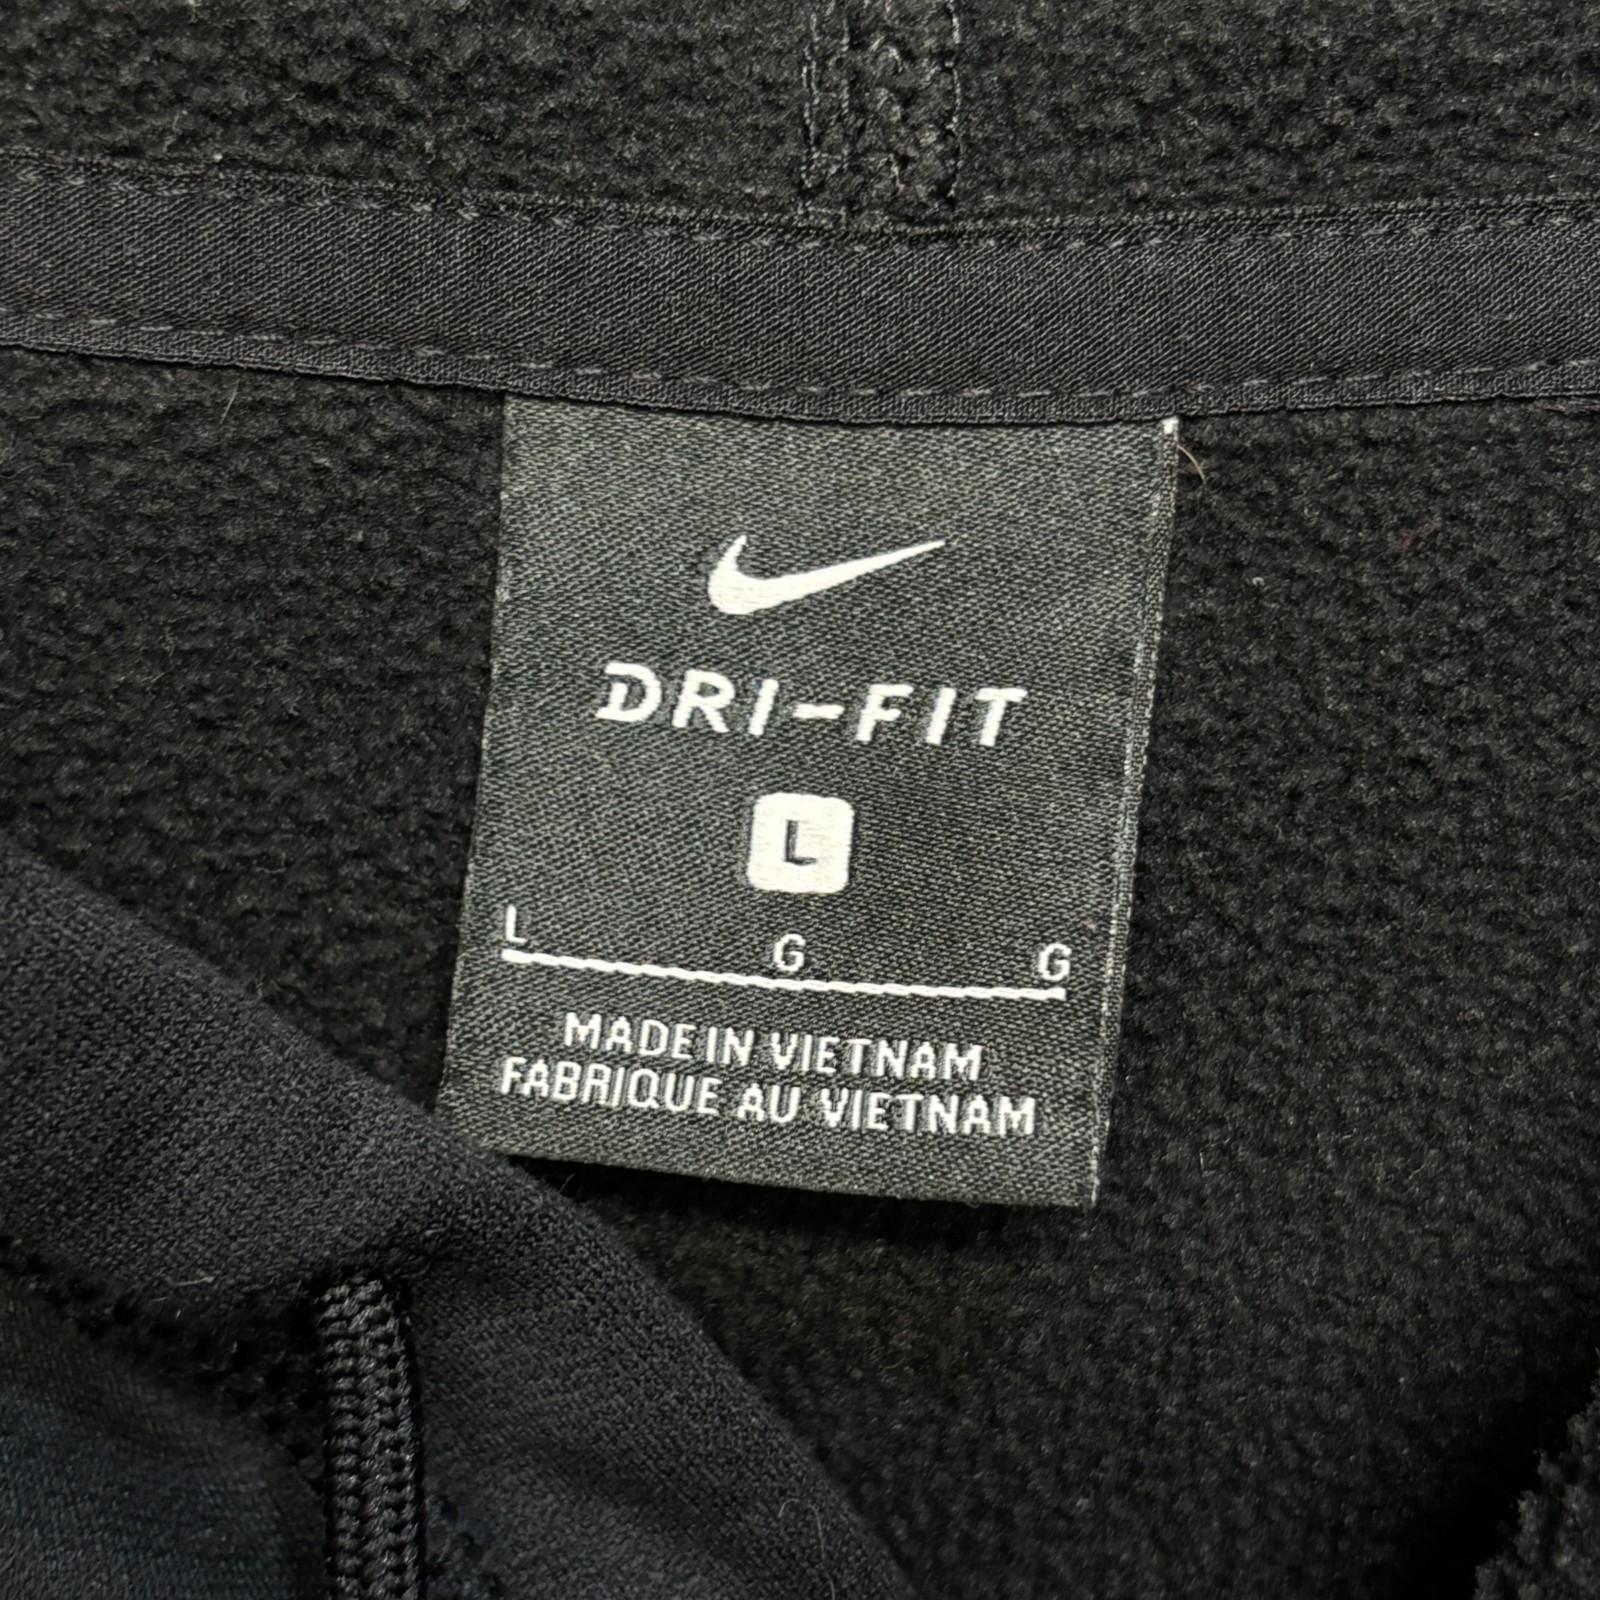 DRI-FIT
L
L G G
MADE IN VIETNAM
FABRIQUE AU VIETNAM